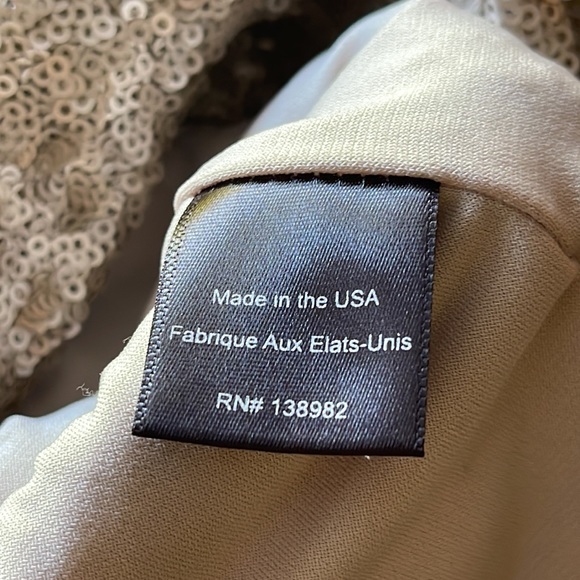 Made in the USA
Fabrique Aux Elats-Unis
RN# 138982